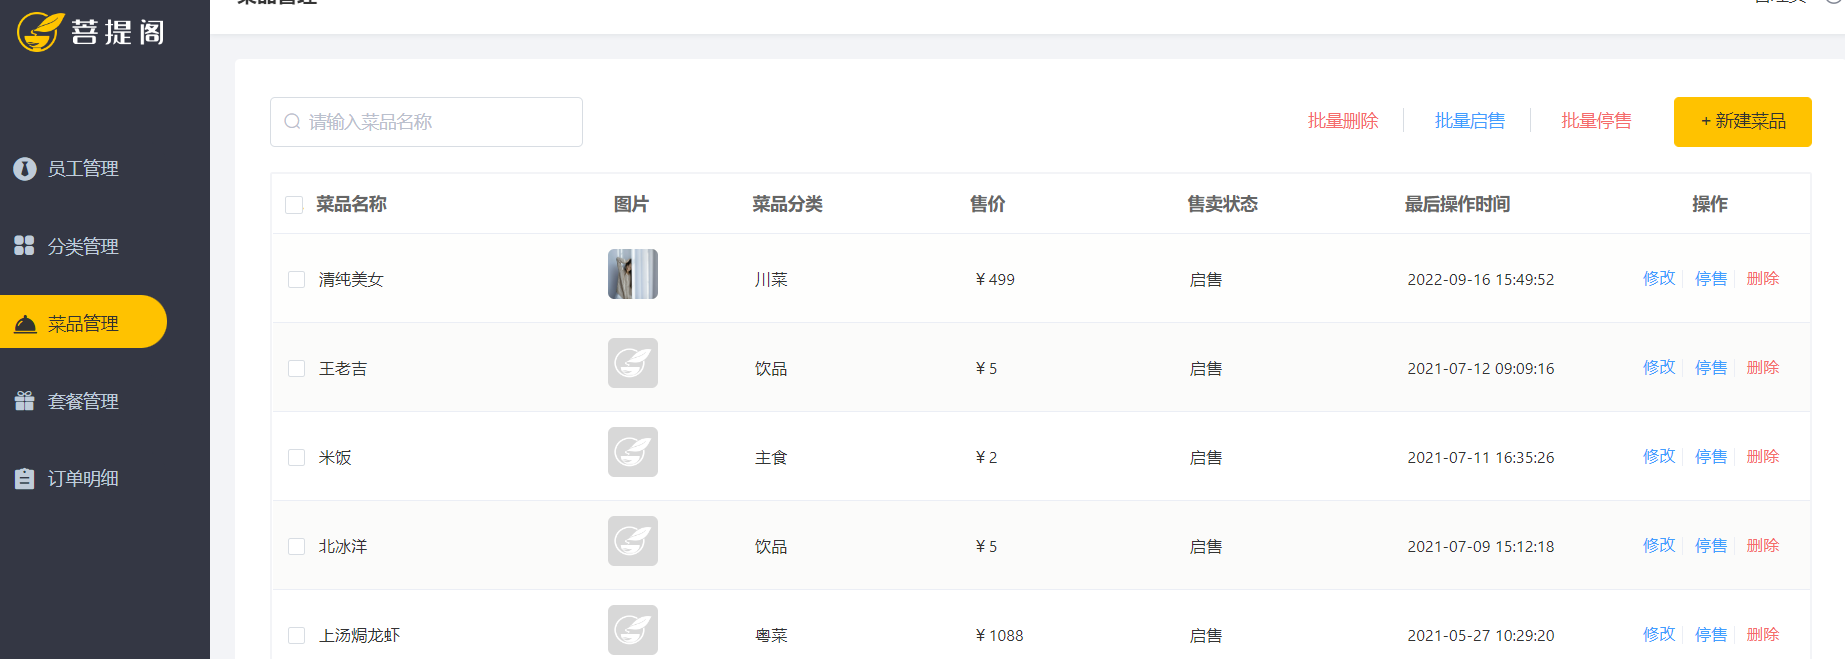 菩提阁
菜品管理
管理员
员工管理
分类管理
菜品管理
套餐管理
订单明细
请输入菜品名称
批量删除 批量启售 批量停售 + 新建菜品
菜品名称 图片 菜品分类 售价 售卖状态 最后操作时间 操作
清纯美女 川菜 ¥ 499 启售 2022-09-16 15:49:52 修改 停售 删除
王老吉 饮品 ¥ 5 启售 2021-07-12 09:09:16 修改 停售 删除
米饭 主食 ¥ 2 启售 2021-07-11 16:35:26 修改 停售 删除
北冰洋 饮品 ¥ 5 启售 2021-07-09 15:12:18 修改 停售 删除
上汤焗龙虾 粤菜 ¥ 1088 启售 2021-05-27 10:29:20 修改 停售 删除